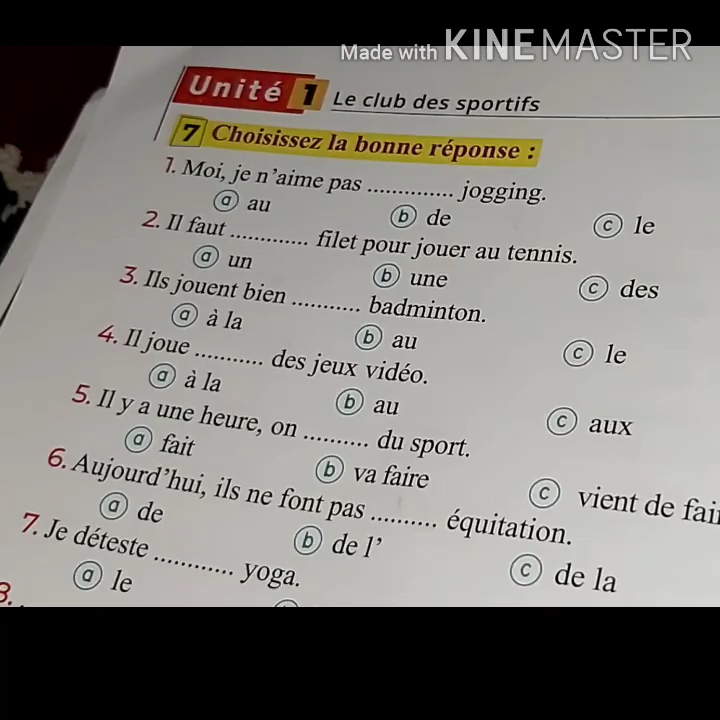 Made with KINEMASTER
Unité 1 Le club des sportifs
7 Choisissez la bonne réponse :
1. Moi, je n'aime pas .............. jogging.
a au b de c le
2. Il faut ............. filet pour jouer au tennis.
a un b une c des
3. Ils jouent bien ........... badminton.
a à la b au c le
4. Il joue ........... des jeux vidéo.
a à la b au c aux
5. Il y a une heure, on .......... du sport.
a fait b va faire c vient de fai
6. Aujourd'hui, ils ne font pas .......... équitation.
a de b de l' c de la
7. Je déteste ............. yoga.
a le